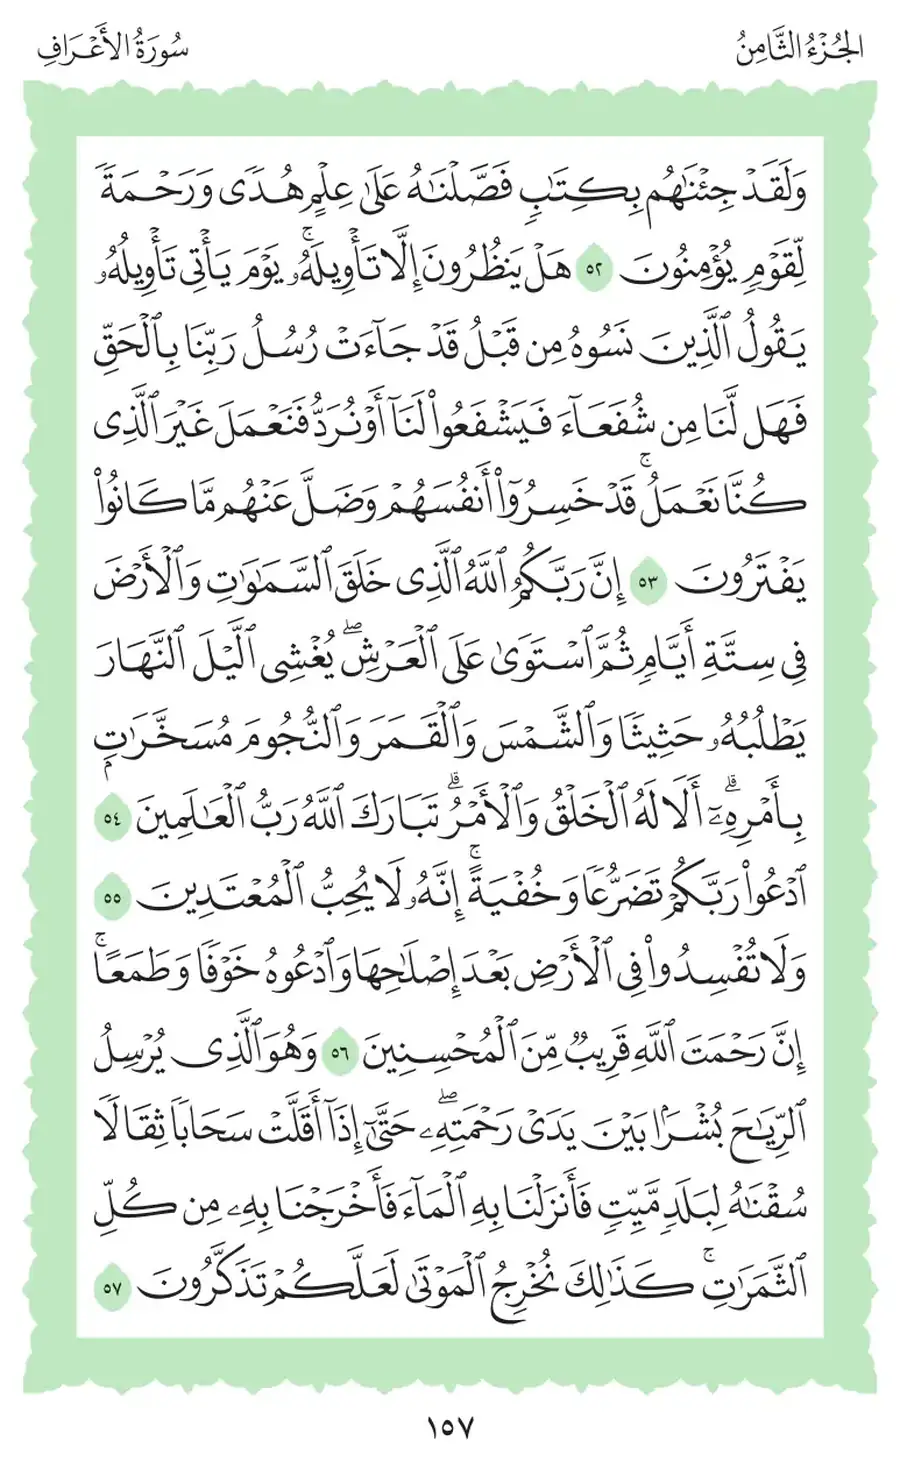 الجُزْءُ الثَّامِنُ
سُورَةُ الأَعْرَافِ
وَلَقَدْ جِئْنَٰهُم بِكِتَٰبٍ فَصَّلْنَٰهُ عَلَىٰ عِلْمٍ هُدًى وَرَحْمَةً
لِّقَوْمٍ يُؤْمِنُونَ ٥٢ هَلْ يَنظُرُونَ إِلَّا تَأْوِيلَهُۥۚ يَوْمَ يَأْتِى تَأْوِيلُهُۥ
يَقُولُ ٱلَّذِينَ نَسُوهُ مِن قَبْلُ قَدْ جَآءَتْ رُسُلُ رَبِّنَا بِٱلْحَقِّ
فَهَل لَّنَا مِن شُفَعَآءَ فَيَشْفَعُوا۟ لَنَآ أَوْ نُرَدُّ فَنَعْمَلَ غَيْرَ ٱلَّذِى
كُنَّا نَعْمَلُۚ قَدْ خَسِرُوٓا۟ أَنفُسَهُمْ وَضَلَّ عَنْهُم مَّا كَانُوا۟
يَفْتَرُونَ ٥٣ إِنَّ رَبَّكُمُ ٱللَّهُ ٱلَّذِى خَلَقَ ٱلسَّمَٰوَٰتِ وَٱلْأَرْضَ
فِى سِتَّةِ أَيَّامٍ ثُمَّ ٱسْتَوَىٰ عَلَى ٱلْعَرْشِۖ يُغْشِى ٱلَّيْلَ ٱلنَّهَارَ
يَطْلُبُهُۥ حَثِيثًا وَٱلشَّمْسَ وَٱلْقَمَرَ وَٱلنُّجُومَ مُسَخَّرَٰتٍۭ
بِأَمْرِهِۦٓۗ أَلَا لَهُ ٱلْخَلْقُ وَٱلْأَمْرُۗ تَبَارَكَ ٱللَّهُ رَبُّ ٱلْعَٰلَمِينَ ٥٤
ٱدْعُوا۟ رَبَّكُمْ تَضَرُّعًا وَخُفْيَةًۚ إِنَّهُۥ لَا يُحِبُّ ٱلْمُعْتَدِينَ ٥٥
وَلَا تُفْسِدُوا۟ فِى ٱلْأَرْضِ بَعْدَ إِصْلَٰحِهَا وَٱدْعُوهُ خَوْفًا وَطَمَعًاۚ
إِنَّ رَحْمَتَ ٱللَّهِ قَرِيبٌ مِّنَ ٱلْمُحْسِنِينَ ٥٦ وَهُوَ ٱلَّذِى يُرْسِلُ
ٱلرِّيَٰحَ بُشْرًۢا بَيْنَ يَدَىْ رَحْمَتِهِۦۖ حَتَّىٰٓ إِذَآ أَقَلَّتْ سَحَابًا ثِقَالًا
سُقْنَٰهُ لِبَلَدٍ مَّيِّتٍ فَأَنزَلْنَا بِهِ ٱلْمَآءَ فَأَخْرَجْنَا بِهِۦ مِن كُلِّ
ٱلثَّمَرَٰتِۚ كَذَٰلِكَ نُخْرِجُ ٱلْمَوْتَىٰ لَعَلَّكُمْ تَذَكَّرُونَ ٥٧
١٥٧